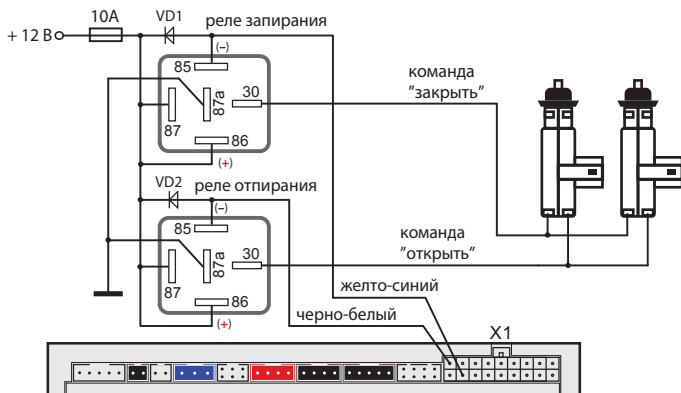 10А
VD1
реле запирания
+ 12 В
(–)
85
30
87a
87
86
(+)
команда
"закрыть"
VD2
реле отпирания
(–)
85
30
87a
87
86
(+)
команда
"открыть"
желто-синий
черно-белый
X1